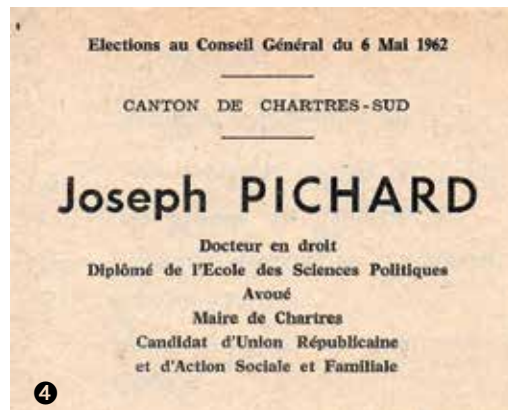 Elections au Conseil Général du 6 Mai 1962
CANTON DE CHARTRES-SUD
Joseph PICHARD
Docteur en droit
Diplômé de l'Ecole des Sciences Politiques
Avoué
Maire de Chartres
Candidat d'Union Républicaine
et d'Action Sociale et Familiale
4